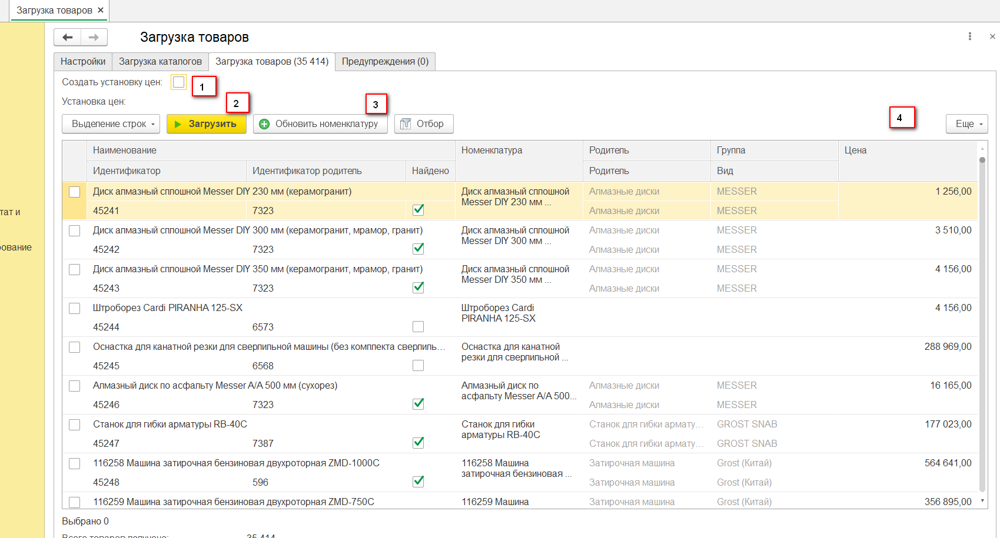 Загрузка товаров ×
Загрузка товаров
Настройки Загрузка каталогов Загрузка товаров (35 414) Предупреждения (0)
Создать установку цен: 1
Установка цен: 2 3 4
Выделение строк Загрузить Обновить номенклатуру Отбор Еще
Наименование Номенклатура Родитель Группа Цена
Идентификатор Идентификатор родитель Найдено Родитель Вид
Диск алмазный сплошной Messer DIY 230 мм (керамогранит) Диск алмазный сплошной Алмазные диски MESSER 1 256,00
Messer DIY 230 мм ...
45241 7323 Алмазные диски MESSER
тат и
Диск алмазный сплошной Messer DIY 300 мм (керамогранит, мрамор, гранит) Диск алмазный сплошной Алмазные диски MESSER 3 510,00
Messer DIY 300 мм ...
45242 7323 Алмазные диски MESSER
ювание
Диск алмазный сплошной Messer DIY 350 мм (керамогранит, мрамор, гранит) Диск алмазный сплошной Алмазные диски MESSER 4 156,00
Messer DIY 350 мм ...
45243 7323 Алмазные диски MESSER
Штроборез Cardi PIRANHA 125-SX Штроборез Cardi 4 156,00
PIRANHA 125-SX
45244 6573
Оснастка для канатной резки для сверлильной машины (без комплекта сверлиль... Оснастка для канатной 288 969,00
резки для сверлильной ...
45245 6568
Алмазный диск по асфальту Messer A/A 500 мм (сухорез) Алмазный диск по Алмазные диски MESSER 16 165,00
асфальту Messer A/A 500...
45246 7323 Алмазные диски MESSER
Станок для гибки арматуры RB-40C Станок для гибки Станок для гибки армату... GROST SNAB 177 023,00
арматуры RB-40C
45247 7387 Станок для гибки армату... GROST SNAB
116258 Машина затирочная бензиновая двухроторная ZMD-1000C 116258 Машина Затирочная машина Grost (Китай) 564 641,00
затирочная бензиновая ...
45248 596 Затирочная машина Grost (Китай)
116259 Машина затирочная бензиновая двухроторная ZMD-750C 116259 Машина Затирочная машина Grost (Китай) 356 895,00
Выбрано 0
Всего товаров получено: 35 414